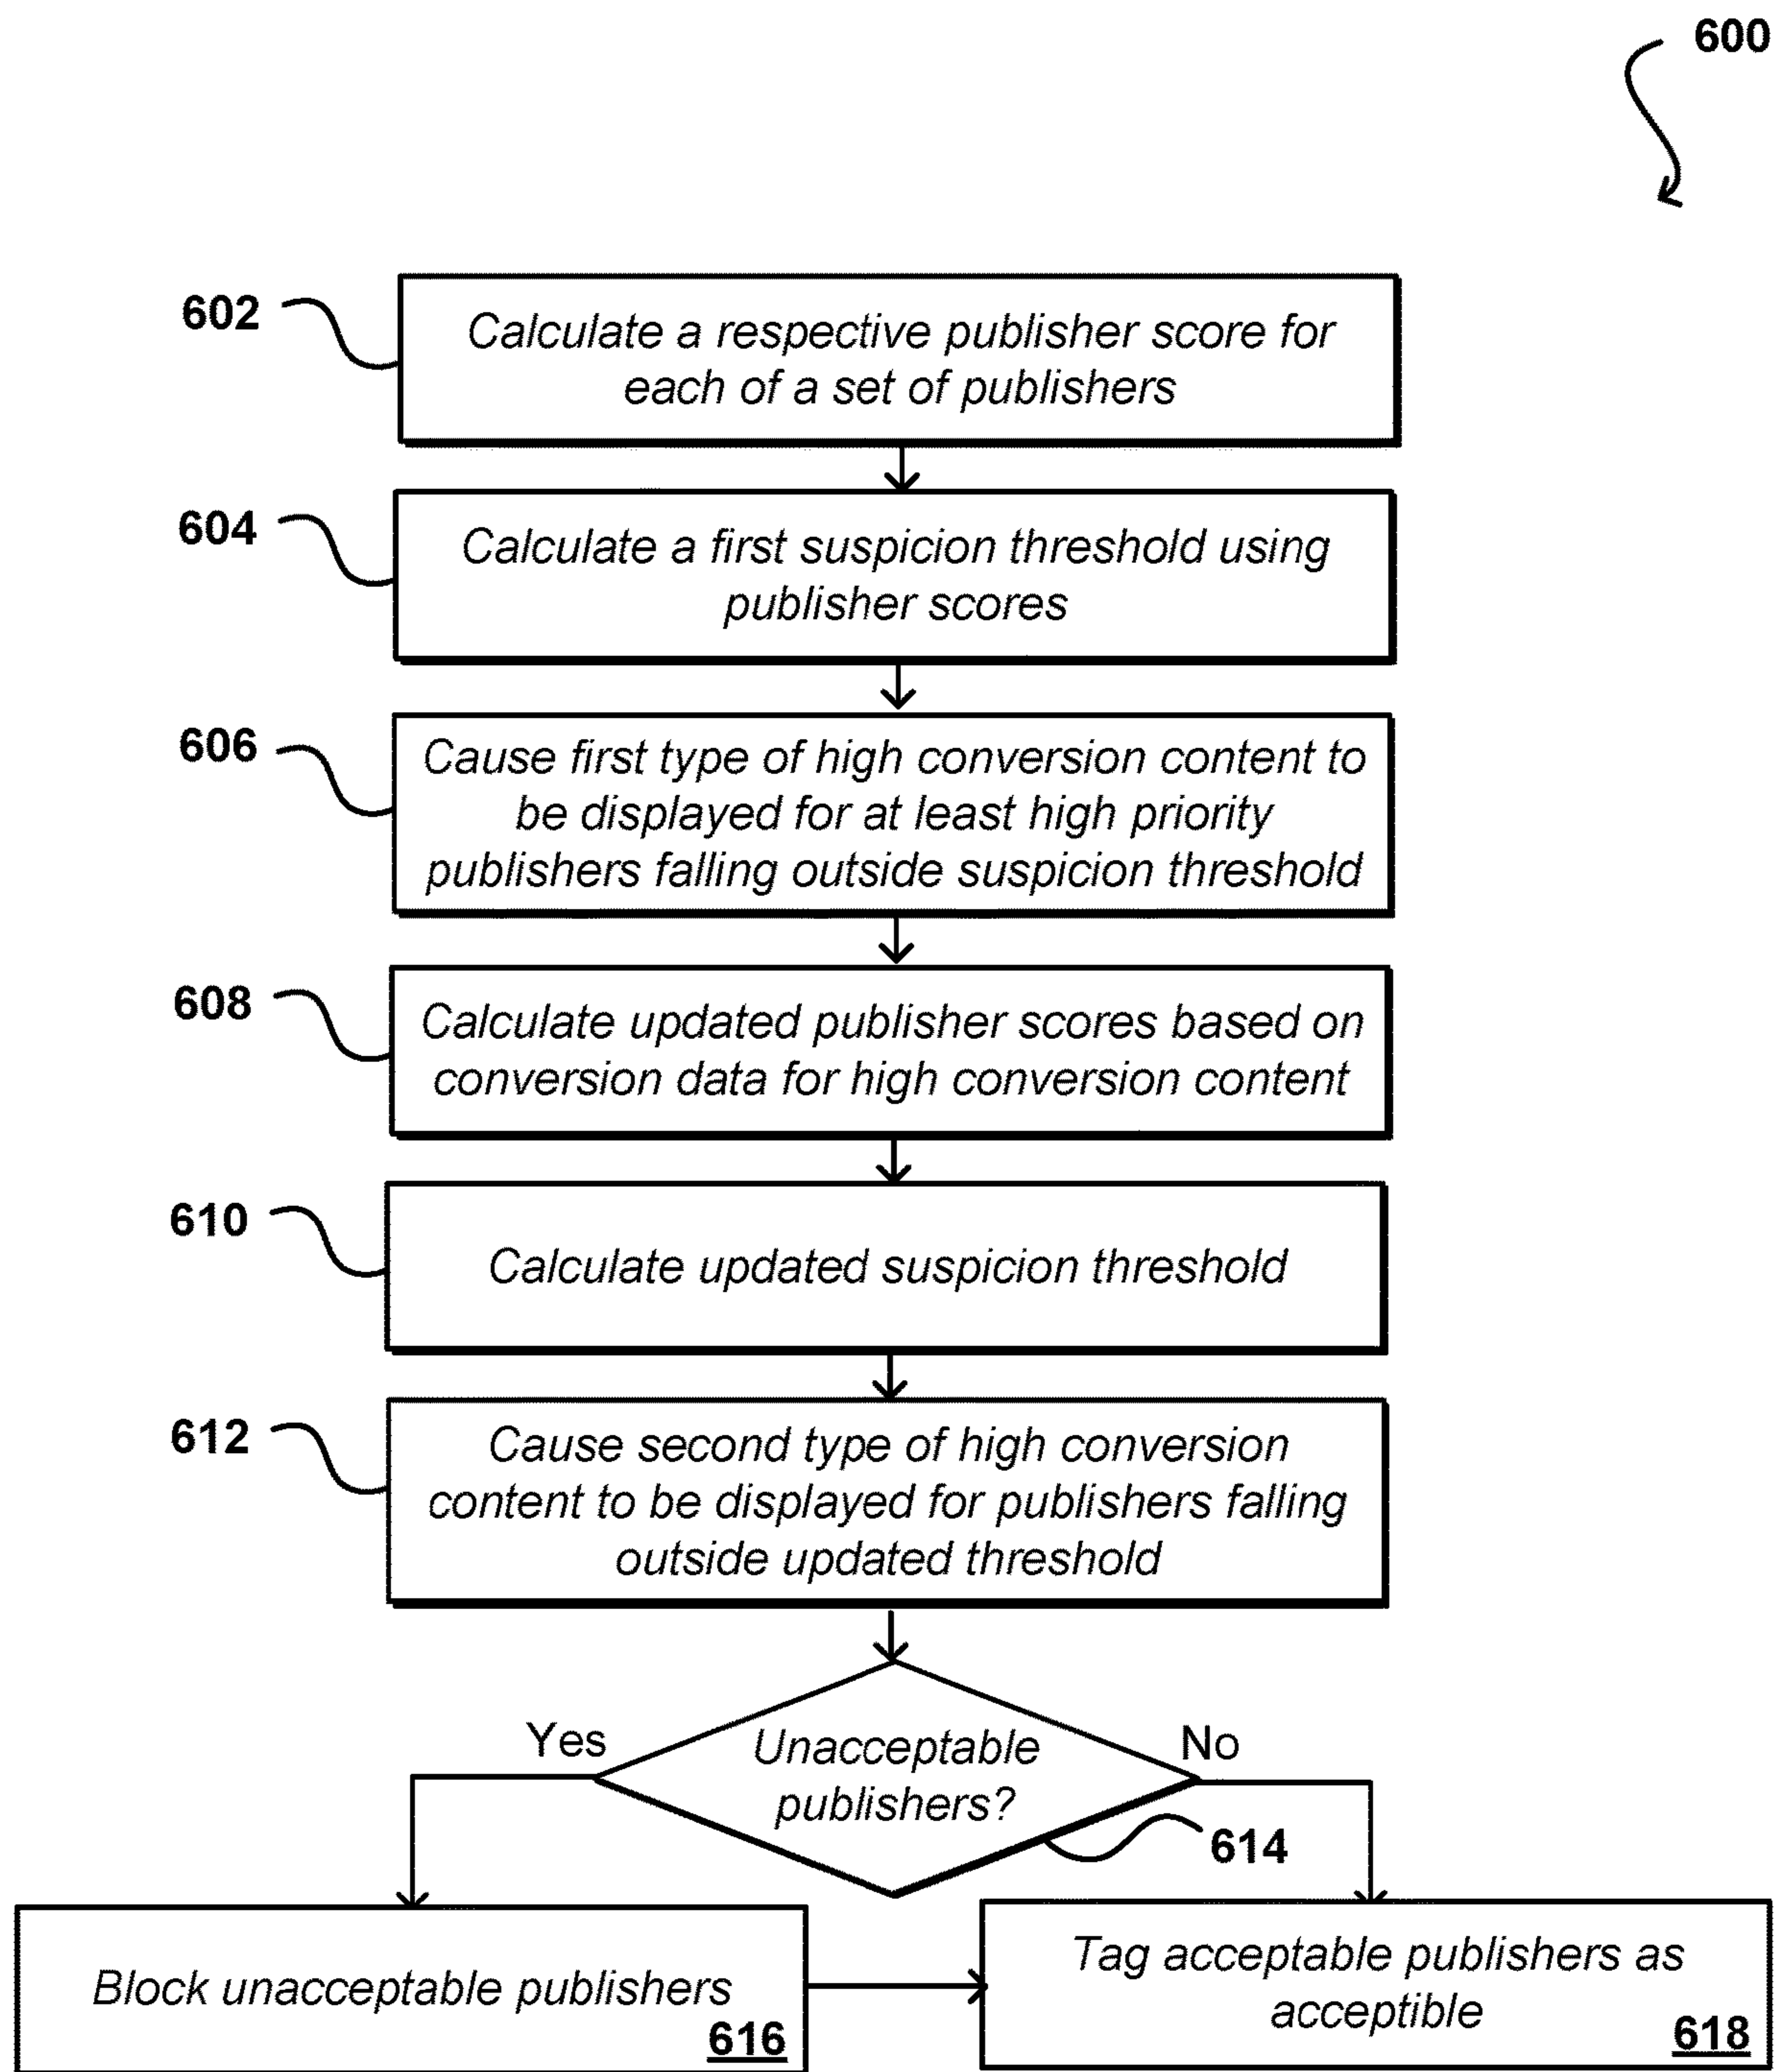 600
602
Calculate a respective publisher score for
each of a set of publishers
604
Calculate a first suspicion threshold using
publisher scores
606
Cause first type of high conversion content to
be displayed for at least high priority
publishers falling outside suspicion threshold
608
Calculate updated publisher scores based on
conversion data for high conversion content
610
Calculate updated suspicion threshold
612
Cause second type of high conversion
content to be displayed for publishers falling
outside updated threshold
Yes
Unacceptable
publishers?
No
614
Block unacceptable publishers
616
Tag acceptable publishers as
acceptible
618